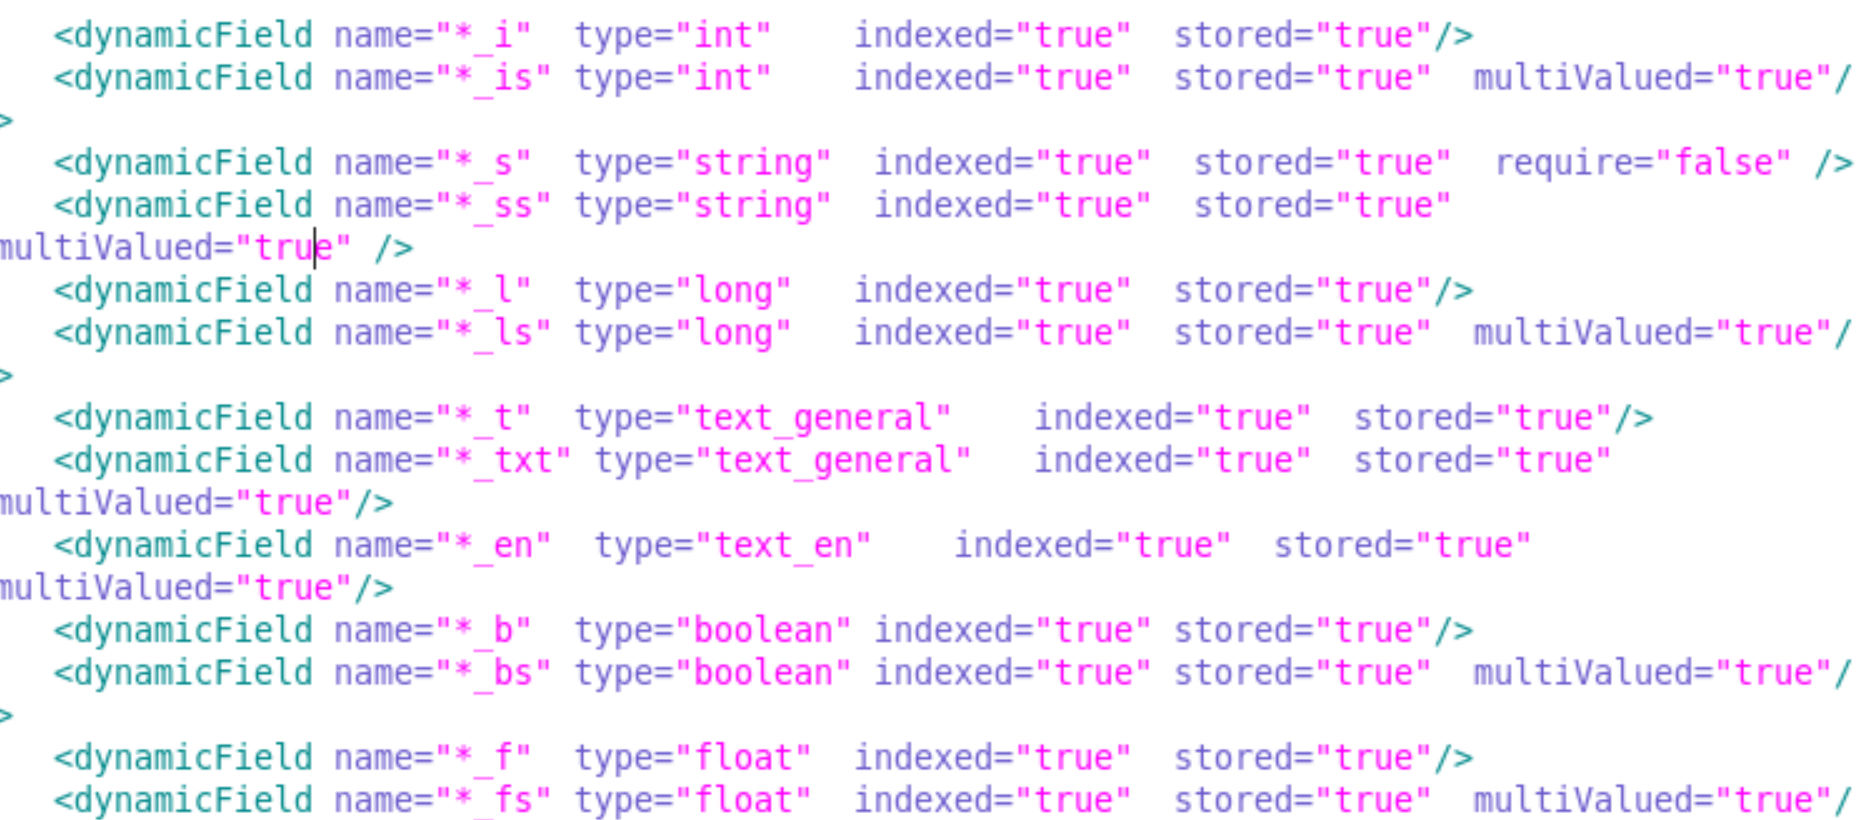 <dynamicField name="*_i"  type="int"    indexed="true"  stored="true"/>
<dynamicField name="*_is" type="int"    indexed="true"  stored="true"  multiValued="true"/
>
<dynamicField name="*_s"  type="string"  indexed="true"  stored="true"  require="false" />
<dynamicField name="*_ss" type="string"  indexed="true"  stored="true"
multiValued="true" />
<dynamicField name="*_l"  type="long"   indexed="true"  stored="true"/>
<dynamicField name="*_ls" type="long"   indexed="true"  stored="true"  multiValued="true"/
>
<dynamicField name="*_t"  type="text_general"    indexed="true"  stored="true"/>
<dynamicField name="*_txt" type="text_general"   indexed="true"  stored="true"
multiValued="true"/>
<dynamicField name="*_en"  type="text_en"    indexed="true"  stored="true"
multiValued="true"/>
<dynamicField name="*_b"  type="boolean" indexed="true" stored="true"/>
<dynamicField name="*_bs" type="boolean" indexed="true" stored="true"  multiValued="true"/
>
<dynamicField name="*_f"  type="float"  indexed="true"  stored="true"/>
<dynamicField name="*_fs" type="float"  indexed="true"  stored="true"  multiValued="true"/